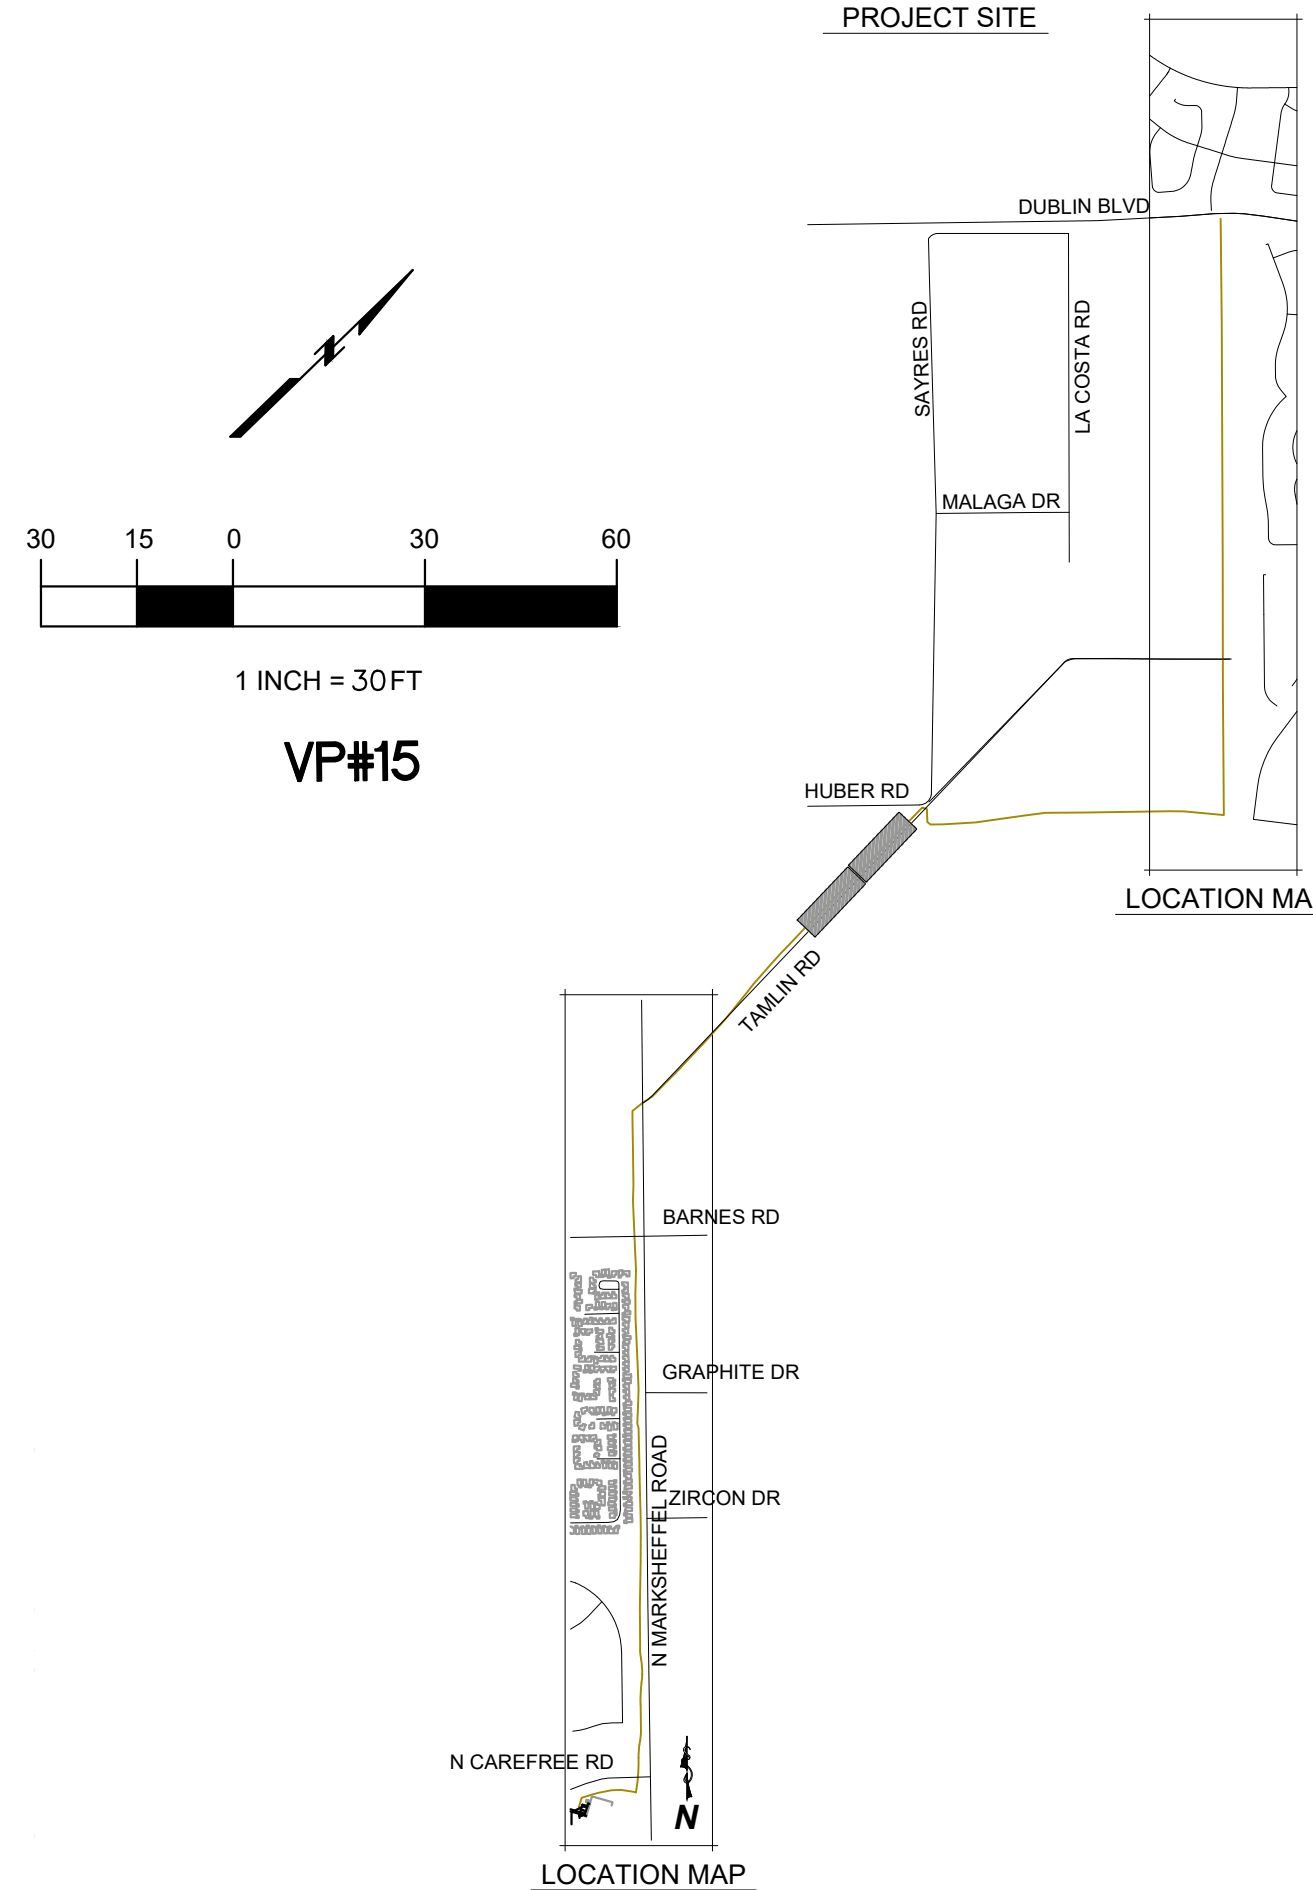 PROJECT SITE
DUBLIN BLVD
SAYRES RD
LA COSTA RD
MALAGA DR
N
30 15 0 30 60
1 INCH = 30 FT
VP#15
HUBER RD
LOCATION MA
TAMLIN RD
BARNES RD
GRAPHITE DR
N MARKSHEFFEL ROAD
ZIRCON DR
N CAREFREE RD
N
LOCATION MAP